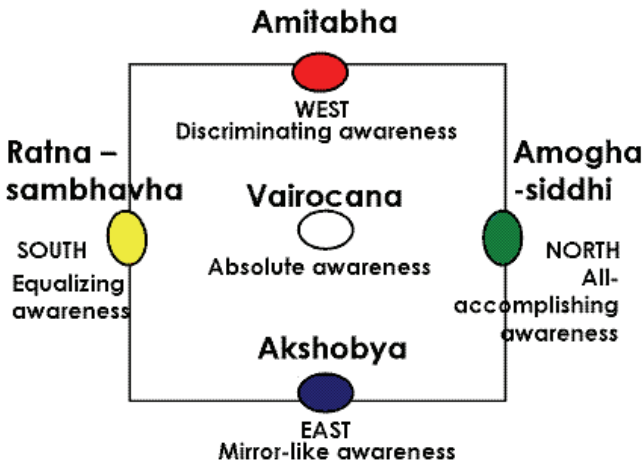 Amitabha
WEST
Discriminating awareness
Ratna –
sambhavha
SOUTH
Equalizing
awareness
Vairocana
Absolute awareness
Amogha
-siddhi
NORTH
All-
accomplishing
awareness
Akshobya
EAST
Mirror-like awareness